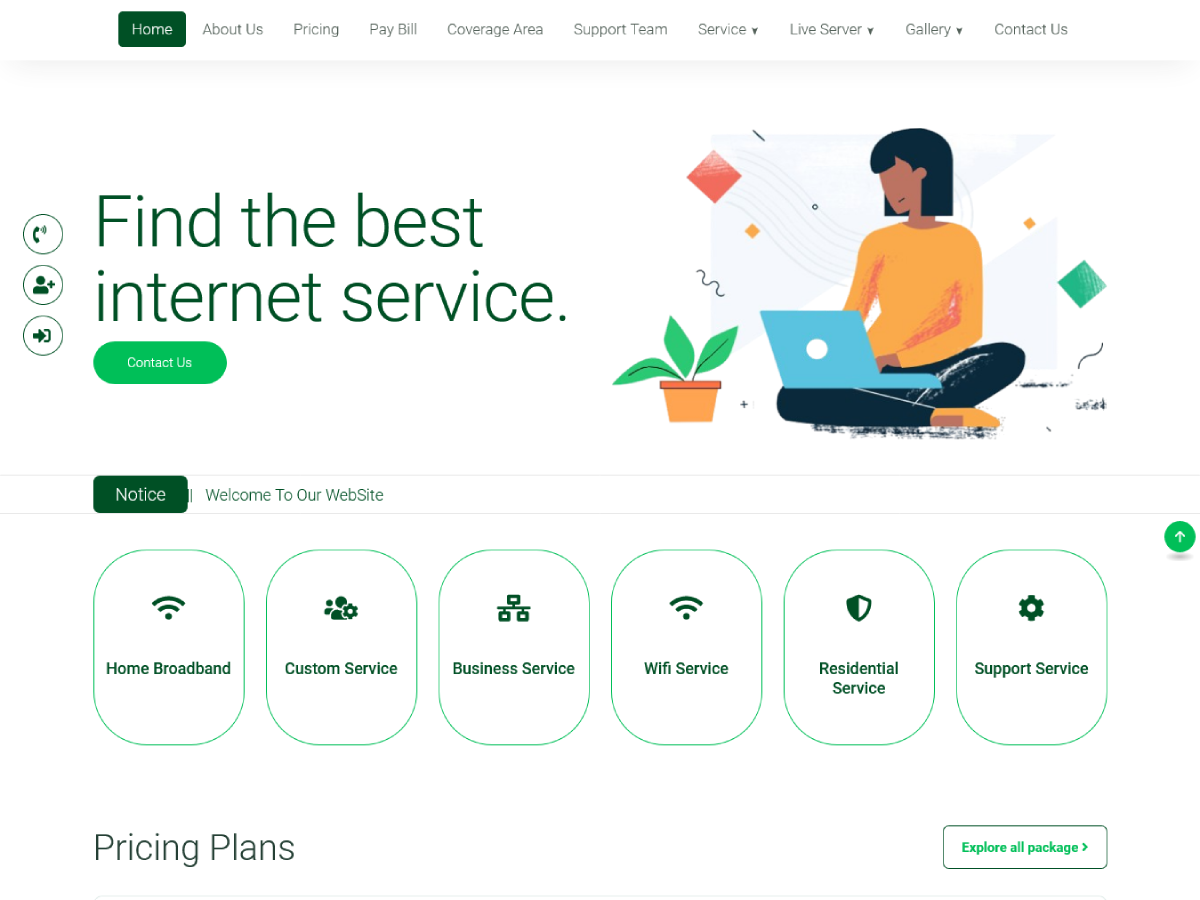 Home About Us Pricing Pay Bill Coverage Area Support Team Service Live Server Gallery Contact Us
Find the best
internet service.
Contact Us
Notice || Welcome To Our WebSite
Home Broadband
Custom Service
Business Service
Wifi Service
Residential
Service
Support Service
Pricing Plans
Explore all package